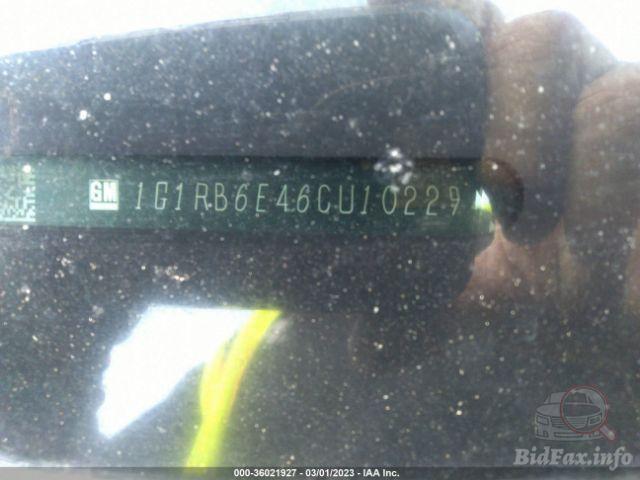 GM 1G1RB6E46CU10229
000-36021927 - 03/01/2023 - IAA Inc.
BidFax.info